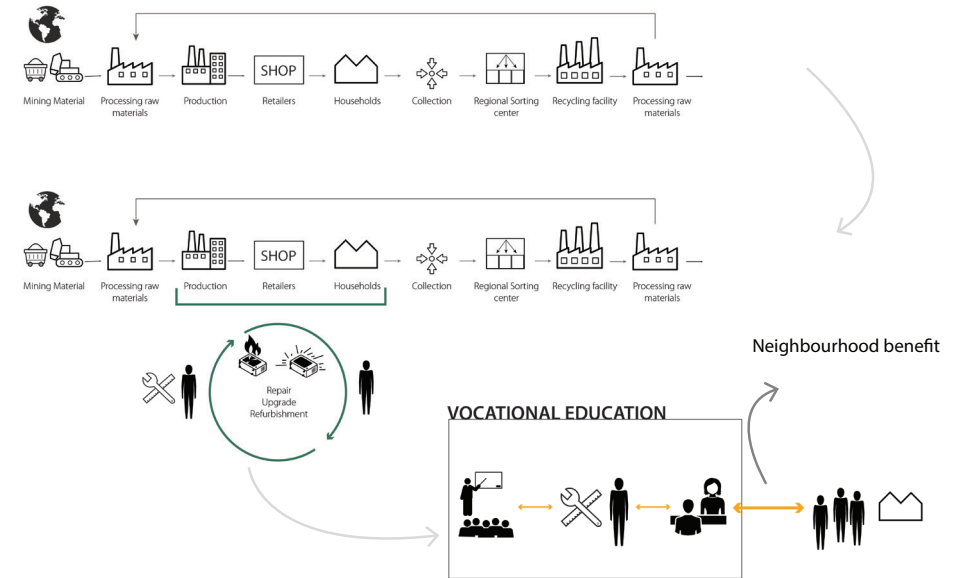 SHOP
Mining Material
Processing raw
materials
Production
Retailers
Households
Collection
Regional Sorting
center
Recycling facility
Processing raw
materials
SHOP
Mining Material
Processing raw
materials
Production
Retailers
Households
Collection
Regional Sorting
center
Recycling facility
Processing raw
materials
Repair
Upgrade
Refurbishment
Neighbourhood benefit
VOCATIONAL EDUCATION